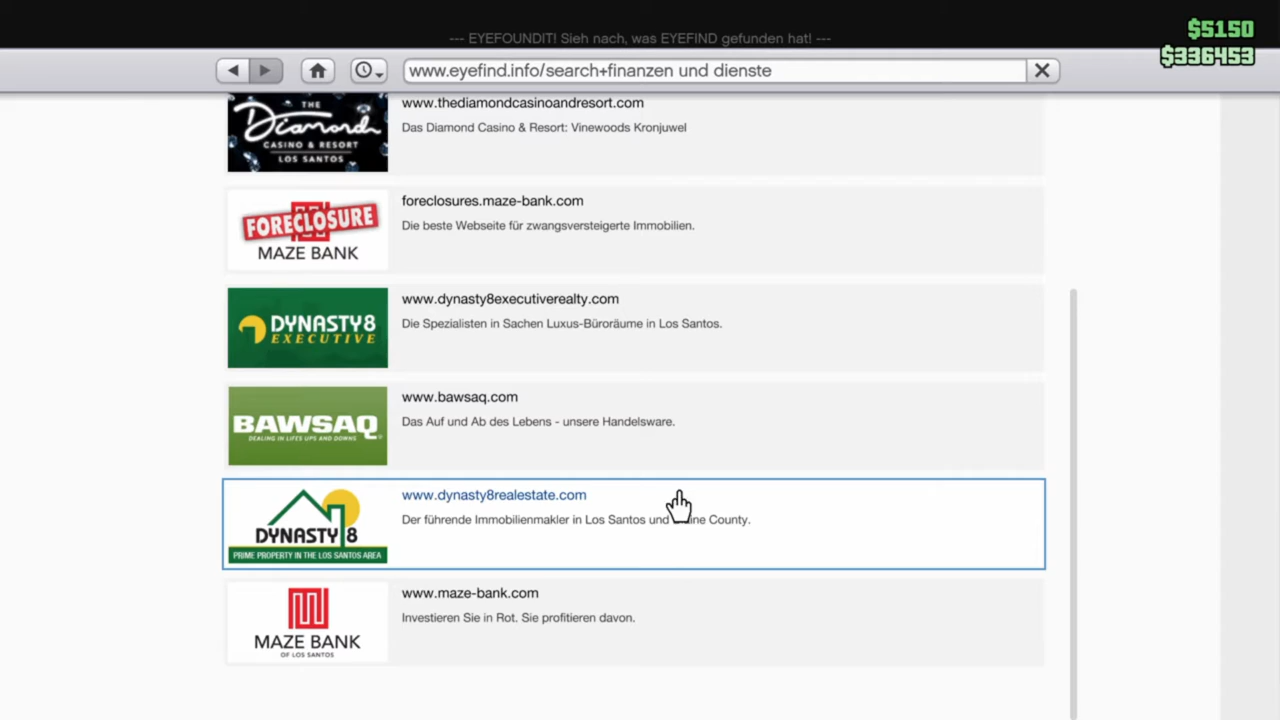 $5150
--- EYEFOUNDIT! Sieh nach, was EYEFIND gefunden hat! ---
$336453
www.eyefind.info/search+finanzen und dienste
THE
Diamond
CASINO & RESORT
LOS SANTOS
www.thediamondcasinoandresort.com
Das Diamond Casino & Resort: Vinewoods Kronjuwel
FORECLOSURE
MAZE BANK
foreclosures.maze-bank.com
Die beste Webseite für zwangsversteigerte Immobilien.
DYNASTY8
EXECUTIVE
www.dynasty8executiverealty.com
Die Spezialisten in Sachen Luxus-Büroräume in Los Santos.
BAWSAQ
DEALING IN LIFES UPS AND DOWNS
www.bawsaq.com
Das Auf und Ab des Lebens - unsere Handelsware.
DYNASTY 8
PRIME PROPERTY IN THE LOS SANTOS AREA
www.dynasty8realestate.com
Der führende Immobilienmakler in Los Santos und County.
MAZE BANK
OF LOS SANTOS
www.maze-bank.com
Investieren Sie in Rot. Sie profitieren davon.